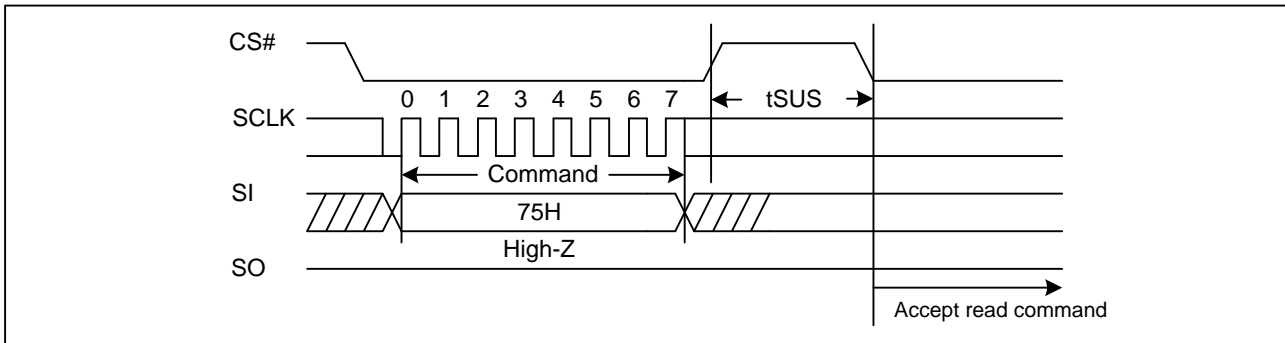 CS#
tSUS
0 1 2 3 4 5 6 7
SCLK
Command
SI
75H
High-Z
SO
Accept read command